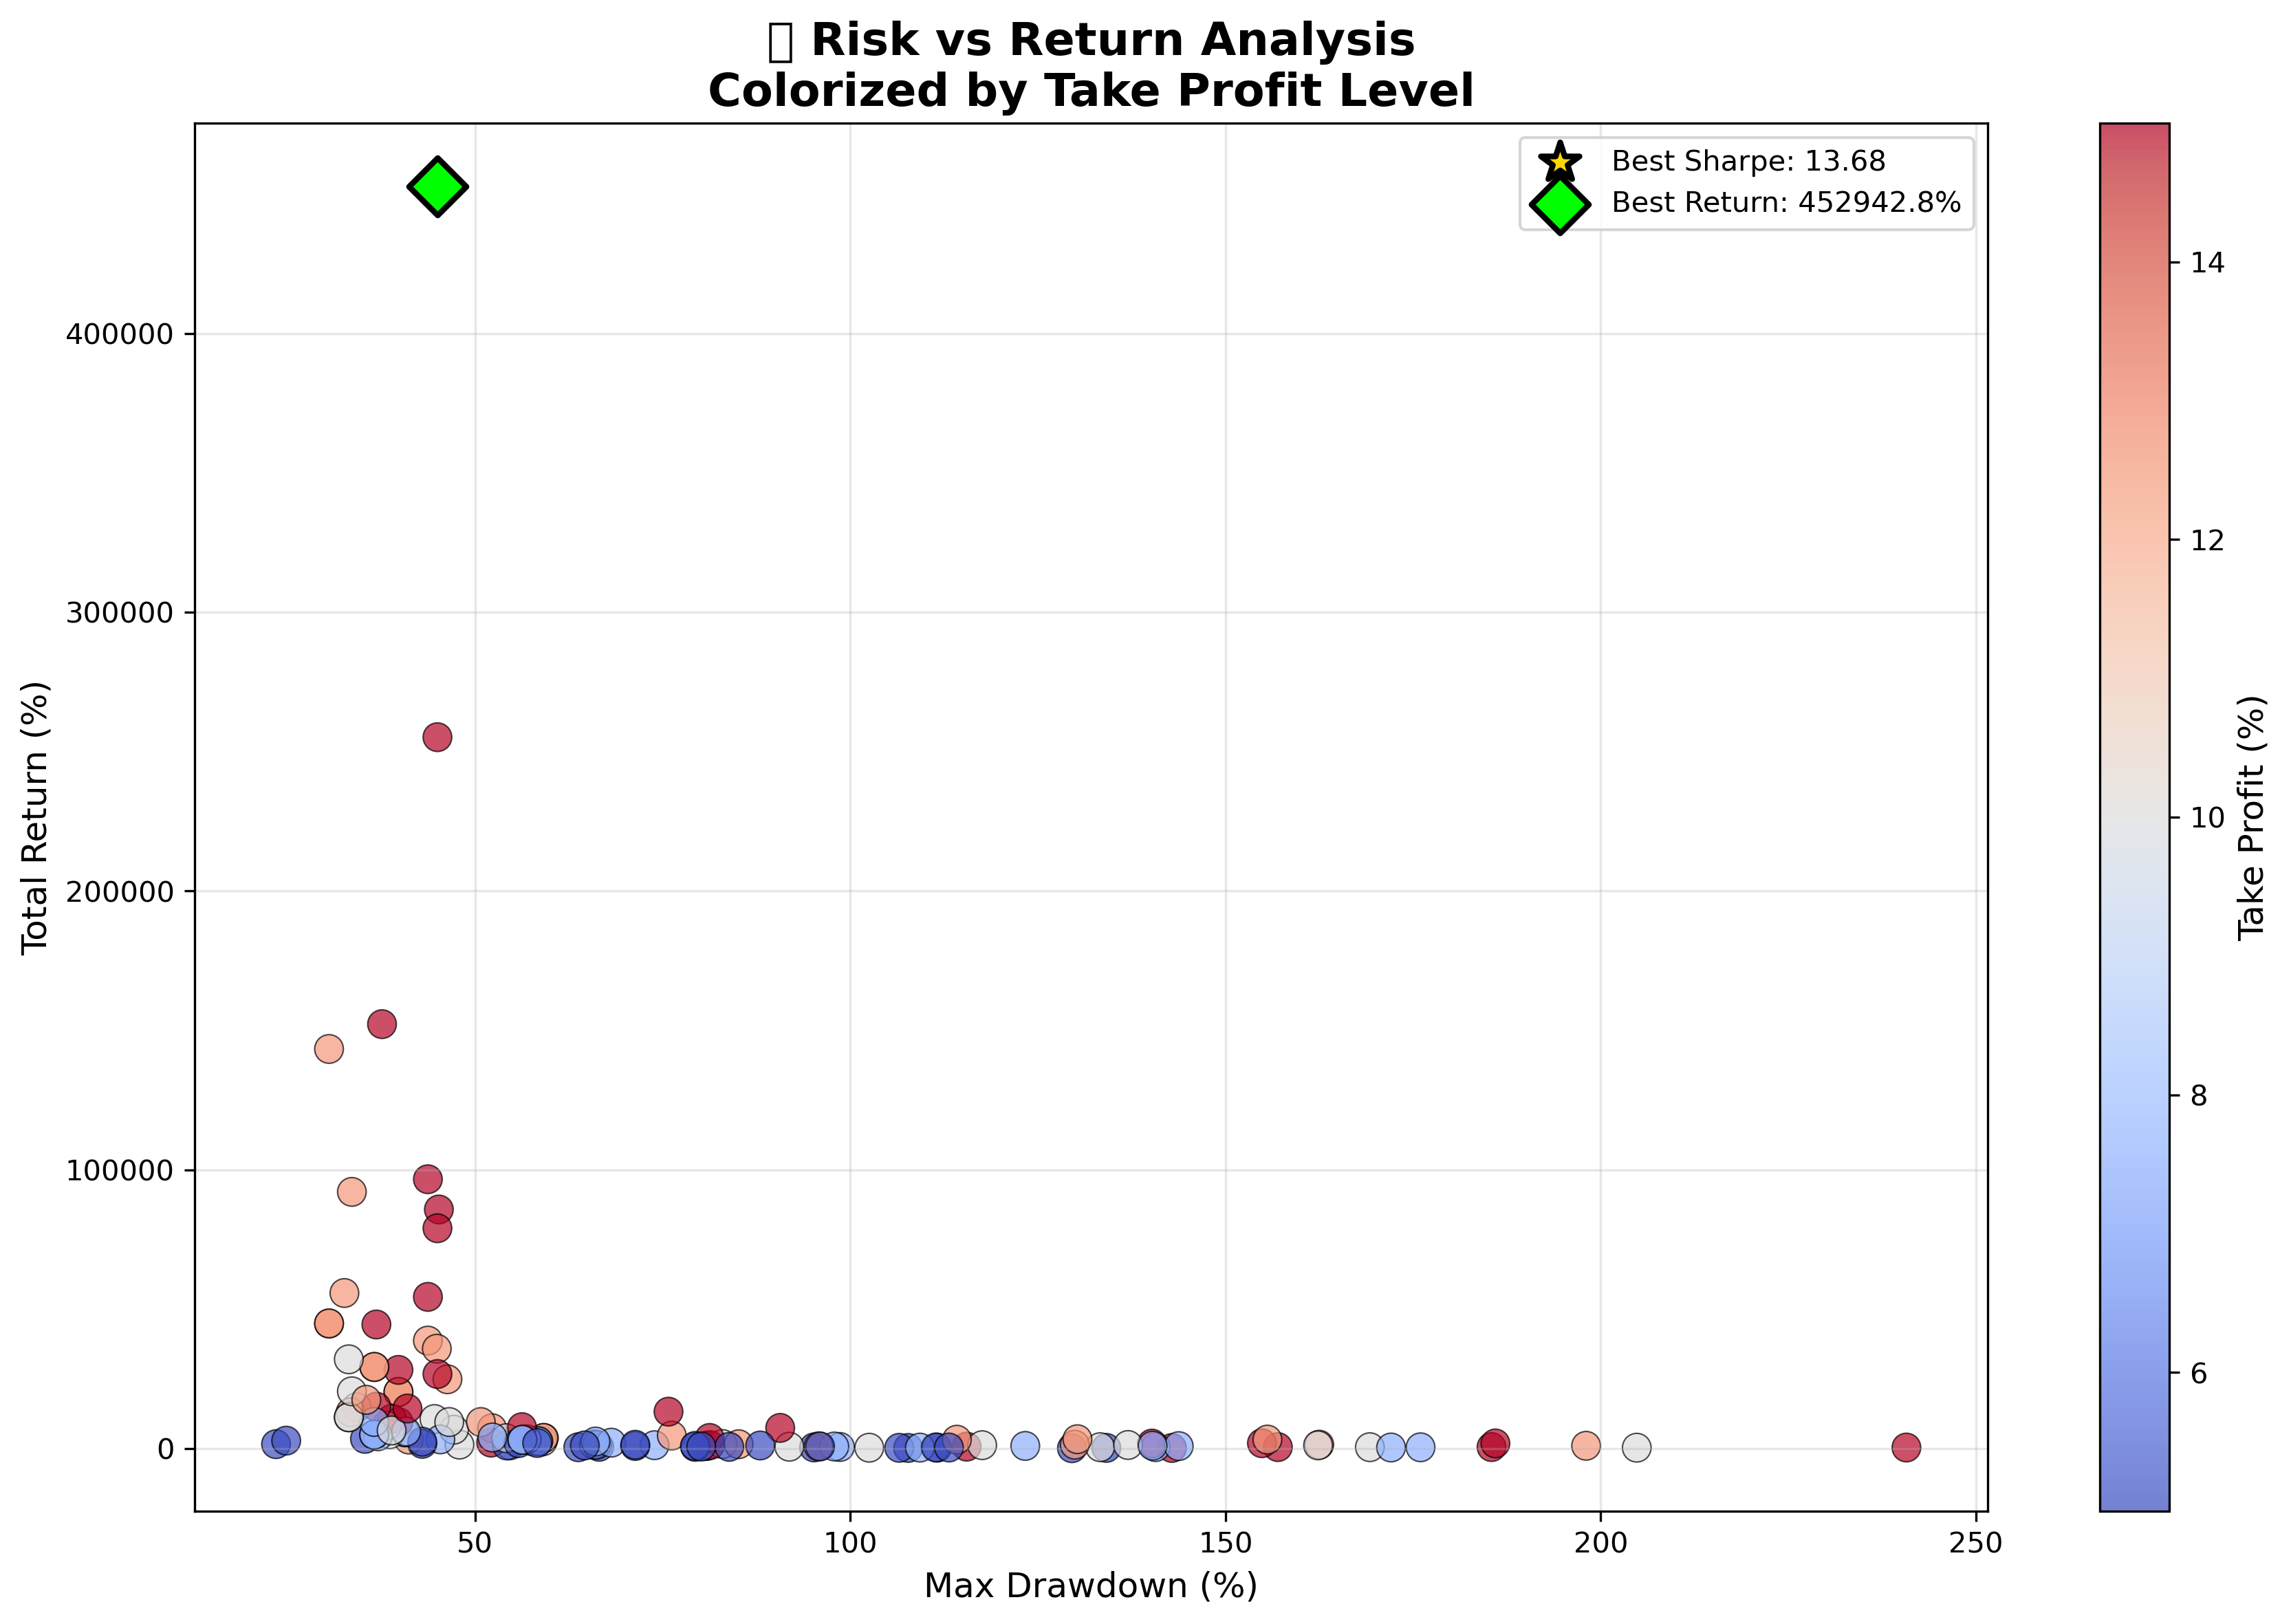 Risk vs Return Analysis
Colorized by Take Profit Level
Best Sharpe: 13.68
Best Return: 452942.8%
Total Return (%)
400000
300000
200000
100000
0
50
100
150
200
250
Max Drawdown (%)
14
12
10
8
6
Take Profit (%)